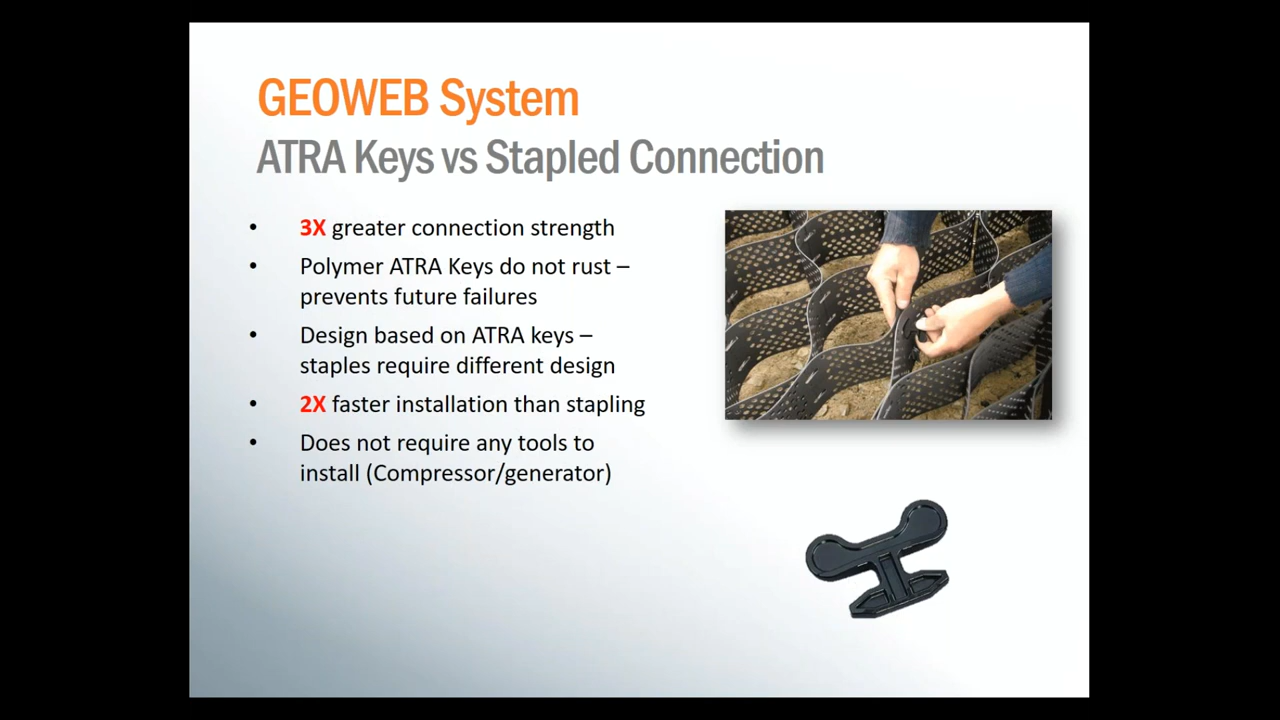 GEOWEB System
ATRA Keys vs Stapled Connection
• 3X greater connection strength
• Polymer ATRA Keys do not rust –
prevents future failures
• Design based on ATRA keys –
staples require different design
• 2X faster installation than stapling
• Does not require any tools to
install (Compressor/generator)